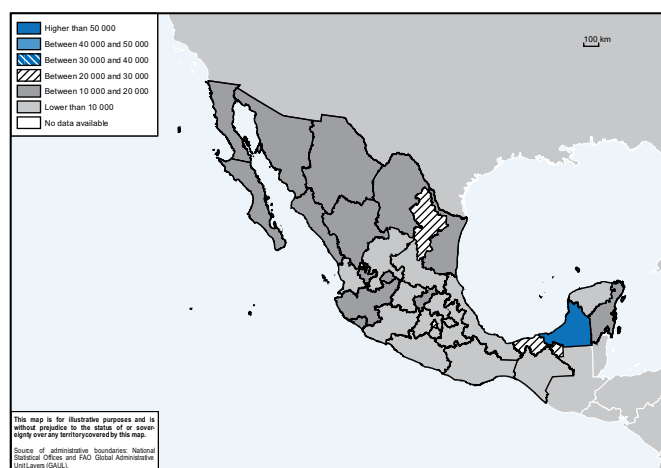 Higher than 50 000
Between 40 000 and 50 000
Between 30 000 and 40 000
Between 20 000 and 30 000
Between 10 000 and 20 000
Lower than 10 000
No data available
100 km
This map is for illustrative purposes and is
without prejudice to the status of or sover-
eignty over any territory covered by this map.
Source of administrative boundaries: National
Statistical Offices and FAO Global Administrative
Unit Layers (GAUL).